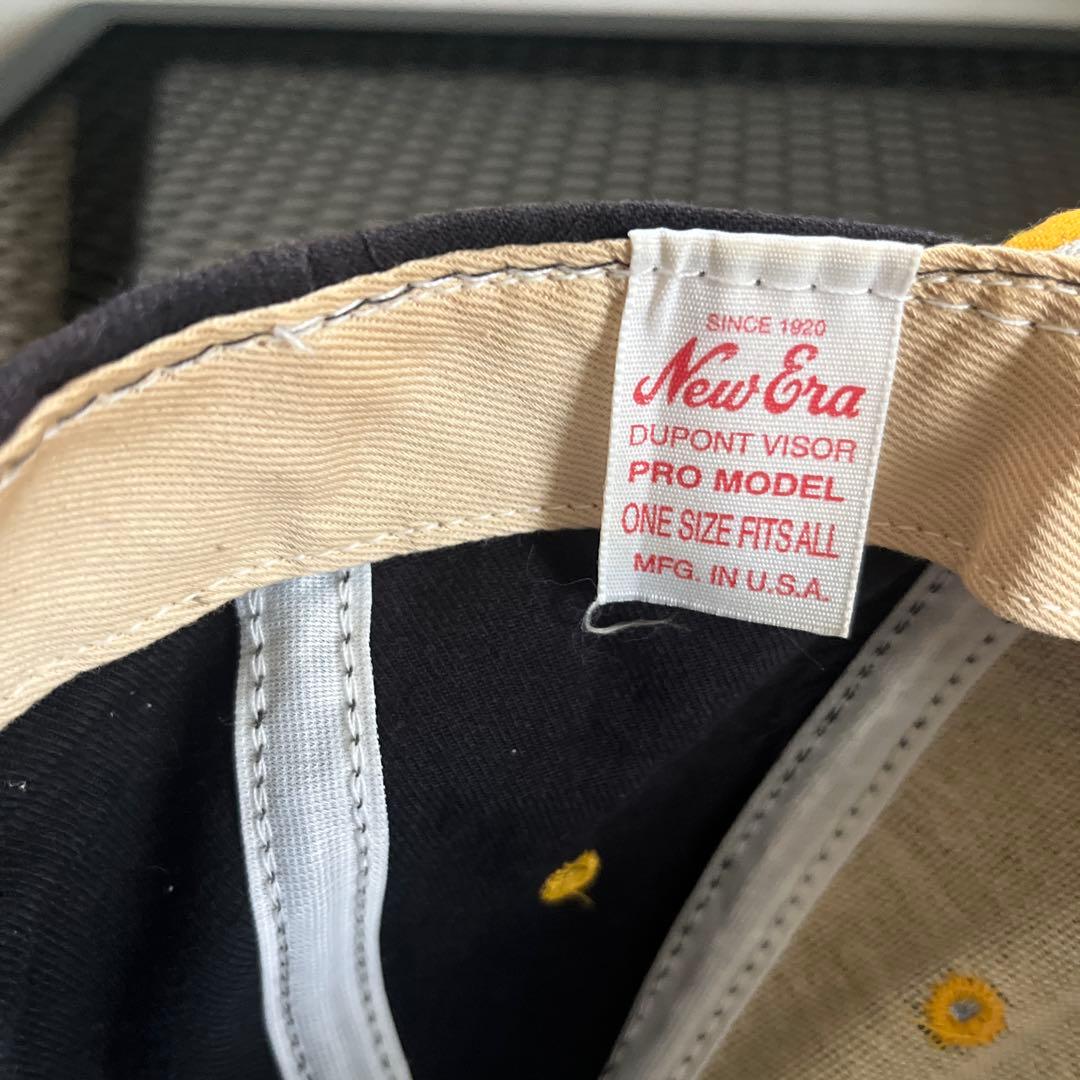 SINCE 1920
New Era
DUPONT VISOR
PRO MODEL
ONE SIZE FITS ALL
MFG. IN U.S.A.